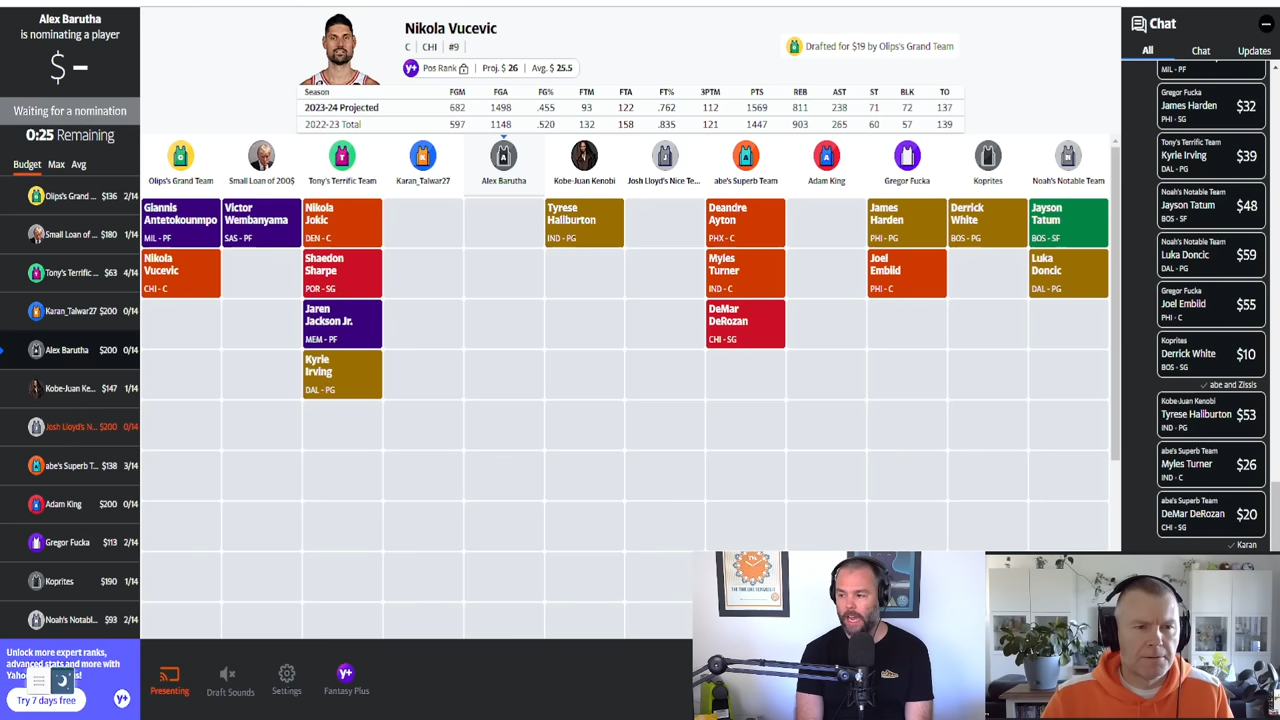 Alex Barutha
is nominating a player
$ –
Waiting for a nomination
0:25 Remaining
Budget Max Avg
Olips's Grand... $136 2/14
Small Loan of ... $180 1/14
Tony's Terrific ... $63 4/14
Karan_Talwar27 $200 0/14
Alex Barutha $200 0/14
Kobe-Juan Ke... $147 1/14
Josh Lloyd's N... $200 0/14
abe's Superb T... $138 3/14
Adam King $200 0/14
Gregor Fucka $113 2/14
Koprites $190 1/14
Noah's Notabl... $93 2/14
Unlock more expert ranks,
advanced stats and more with
Try 7 days free
y+
Nikola Vucevic
C CHI #9
y+ Pos Rank Proj. $ 26 Avg. $ 25.5
Drafted for $19 by Olips's Grand Team
Season FGM FGA FG% FTM FTA FT% 3PTM PTS REB AST ST BLK TO
2023-24 Projected 682 1498 .455 93 122 .762 112 1569 811 238 71 72 137
2022-23 Total 597 1148 .520 132 158 .835 121 1447 903 265 60 57 139
Olips's Grand Team Small Loan of 200$ Tony's Terrific Team Karan_Talwar27 Alex Barutha Kobe-Juan Kenobi Josh Lloyd's Nice Te... abe's Superb Team Adam King Gregor Fucka Koprites Noah's Notable Team
Giannis Victor Nikola Tyrese Deandre James Derrick Jayson
Antetokounmpo Wembanyama Jokic Haliburton Ayton Harden White Tatum
MIL - PF SAS - PF DEN - C IND - PG PHX - C PHI - PG BOS - PG BOS - SF
Nikola Shaedon Myles Joel Luka
Vucevic Sharpe Turner Embiid Doncic
CHI - C POR - SG IND - C PHI - C DAL - PG
Jaren DeMar
Jackson Jr. DeRozan
MEM - PF CHI - SG
Kyrie
Irving
DAL - PG
Presenting Draft Sounds Settings Fantasy Plus
Chat
All Chat Updates
MIL - PF
Gregor Fucka
James Harden $32
PHI - SG
Tony's Terrific Team
Kyrie Irving $39
DAL - PG
Noah's Notable Team
Jayson Tatum $48
BOS - SF
Noah's Notable Team
Luka Doncic $59
DAL - PG
Gregor Fucka
Joel Embiid $55
PHI - C
Koprites
Derrick White $10
BOS - SG
abe and Zissis
Kobe-Juan Kenobi
Tyrese Haliburton $53
IND - PG
abe's Superb Team
Myles Turner $26
IND - C
abe's Superb Team
DeMar DeRozan $20
CHI - SG
Karan